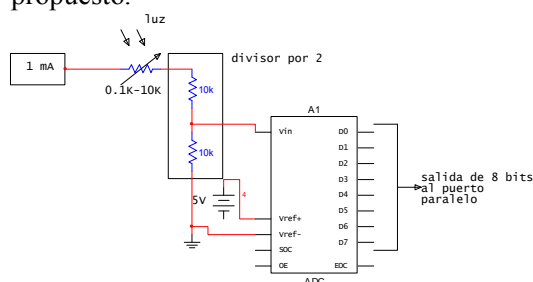 propuesto.
luz
1 mA
divisor por 2
0.1K-10K
10k
10k
A1
Vin
D0
D1
D2
D3
D4
D5
D6
D7
salida de 8 bits
al puerto
paralelo
5V
4
Vref+
Vref-
SOC
OE
EOC
ADC